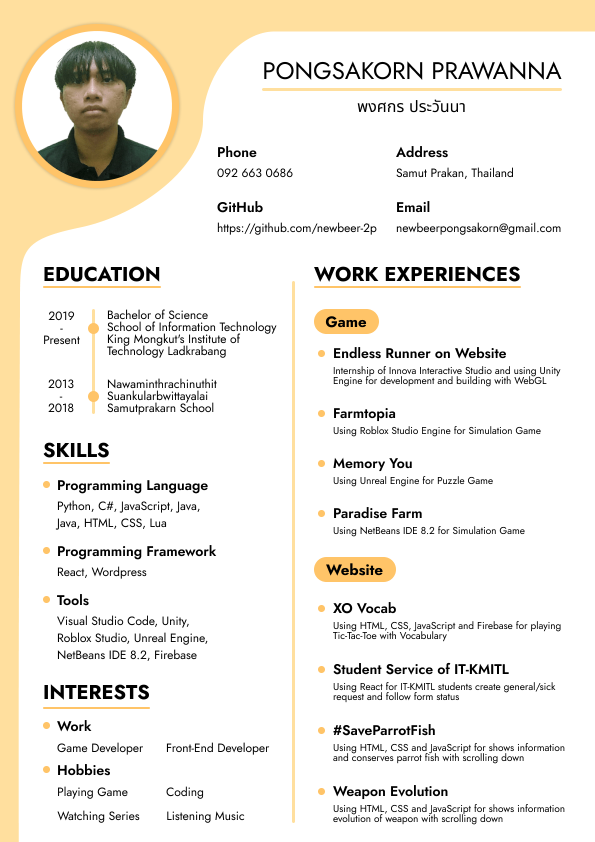 PONGSAKORN PRAWANNA
พงศกร ประวันนา
Phone
092 663 0686
Address
Samut Prakan, Thailand
GitHub
https://github.com/newbeer-2p
Email
newbeerpongsakorn@gmail.com
EDUCATION
2019
-
Present
Bachelor of Science
School of Information Technology
King Mongkut's Institute of
Technology Ladkrabang
2013
-
2018
Nawaminthrachinuthit
Suankularbwittayalai
Samutprakarn School
SKILLS
Programming Language
Python, C#, JavaScript, Java,
Java, HTML, CSS, Lua
Programming Framework
React, Wordpress
Tools
Visual Studio Code, Unity,
Roblox Studio, Unreal Engine,
NetBeans IDE 8.2, Firebase
INTERESTS
Work
Game Developer
Front-End Developer
Hobbies
Playing Game
Coding
Watching Series
Listening Music
WORK EXPERIENCES
Game
Endless Runner on Website
Internship of Innova Interactive Studio and using Unity
Engine for development and building with WebGL
Farmtopia
Using Roblox Studio Engine for Simulation Game
Memory You
Using Unreal Engine for Puzzle Game
Paradise Farm
Using NetBeans IDE 8.2 for Simulation Game
Website
XO Vocab
Using HTML, CSS, JavaScript and Firebase for playing
Tic-Tac-Toe with Vocabulary
Student Service of IT-KMITL
Using React for IT-KMITL students create general/sick
request and follow form status
#SaveParrotFish
Using HTML, CSS and JavaScript for shows information
and conserves parrot fish with scrolling down
Weapon Evolution
Using HTML, CSS and JavaScript for shows information
evolution of weapon with scrolling down